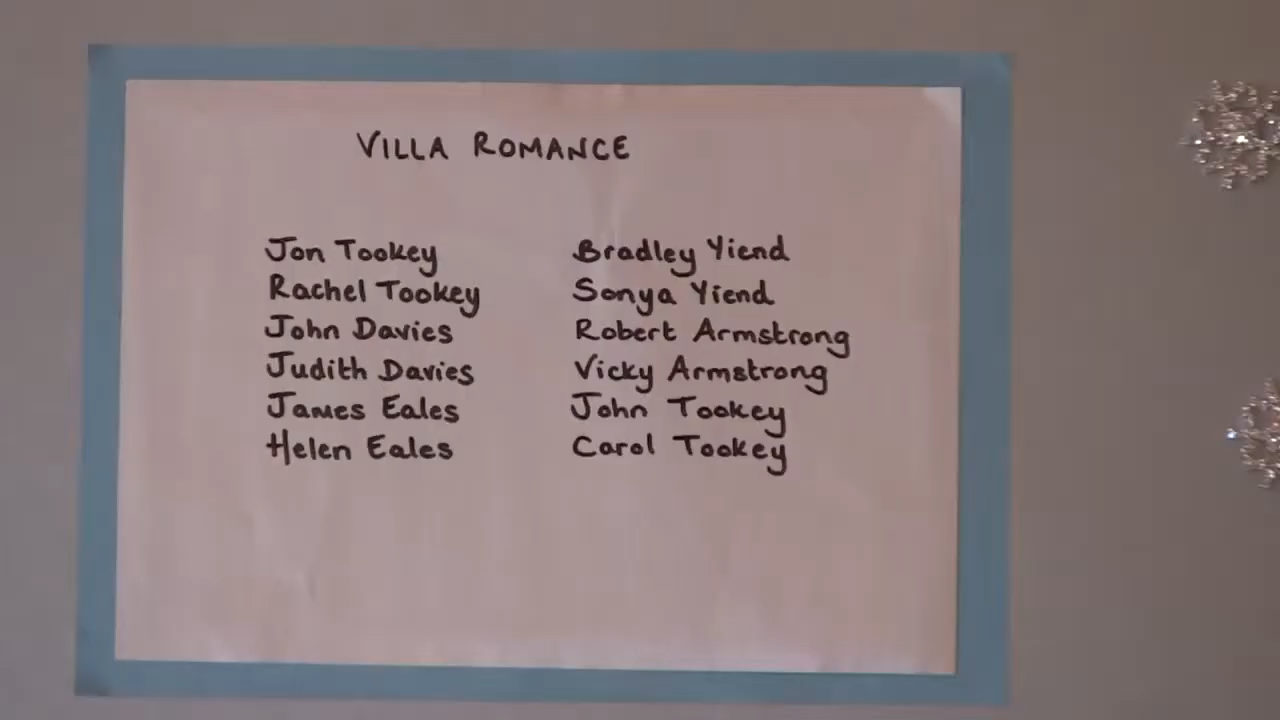 VILLA ROMANCE
Jon Tookey
Rachel Tookey
John Davies
Judith Davies
James Eales
Helen Eales
Bradley Yiend
Sonya Yiend
Robert Armstrong
Vicky Armstrong
John Tookey
Carol Tookey